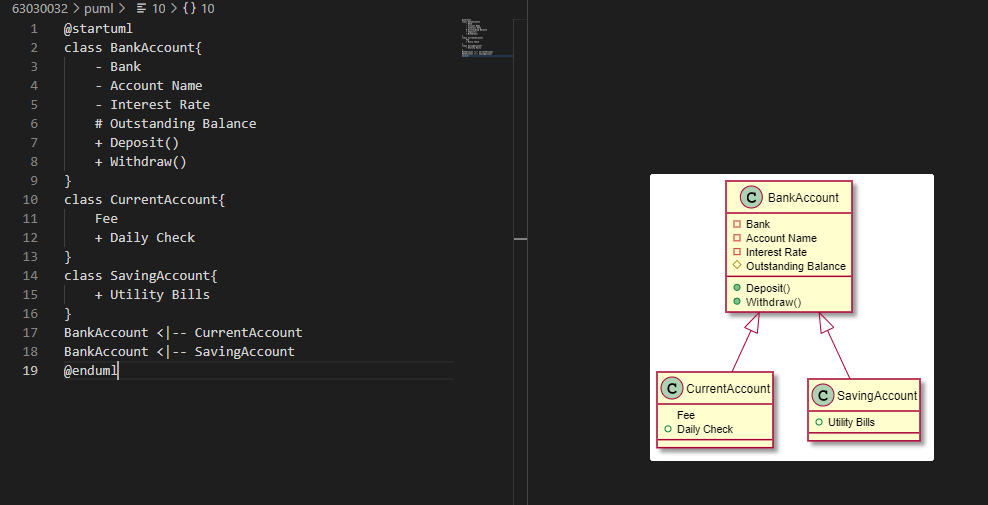 63030032 > puml > 10 > {} 10
1 @startuml
2 class BankAccount{
3 - Bank
4 - Account Name
5 - Interest Rate
6 # Outstanding Balance
7 + Deposit()
8 + Withdraw()
9 }
10 class CurrentAccount{
11 Fee
12 + Daily Check
13 }
14 class SavingAccount{
15 + Utility Bills
16 }
17 BankAccount <|-- CurrentAccount
18 BankAccount <|-- SavingAccount
19 @enduml
C BankAccount
Bank
Account Name
Interest Rate
Outstanding Balance
Deposit()
Withdraw()
C CurrentAccount
Fee
Daily Check
C SavingAccount
Utility Bills